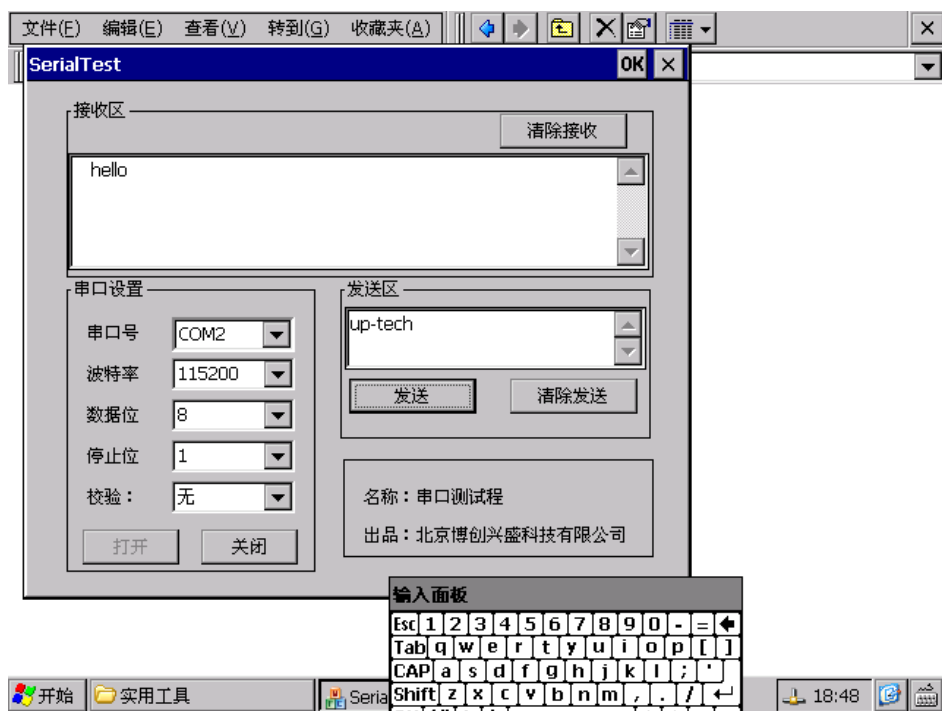 文件(F) 编辑(E) 查看(V) 转到(G) 收藏夹(A)
SerialTest OK
接收区
清除接收
hello
串口设置
串口号 COM2
波特率 115200
数据位 8
停止位 1
校验： 无
打开 关闭
发送区
up-tech
发送 清除发送
名称：串口测试程
出品：北京博创兴盛科技有限公司
输入面板
Esc 1 2 3 4 5 6 7 8 9 0 - =
Tab q w e r t y u i o p [ ]
CAP a s d f g h j k l ; '
Shift z x c v b n m , . /
开始 实用工具 Seria 18:48